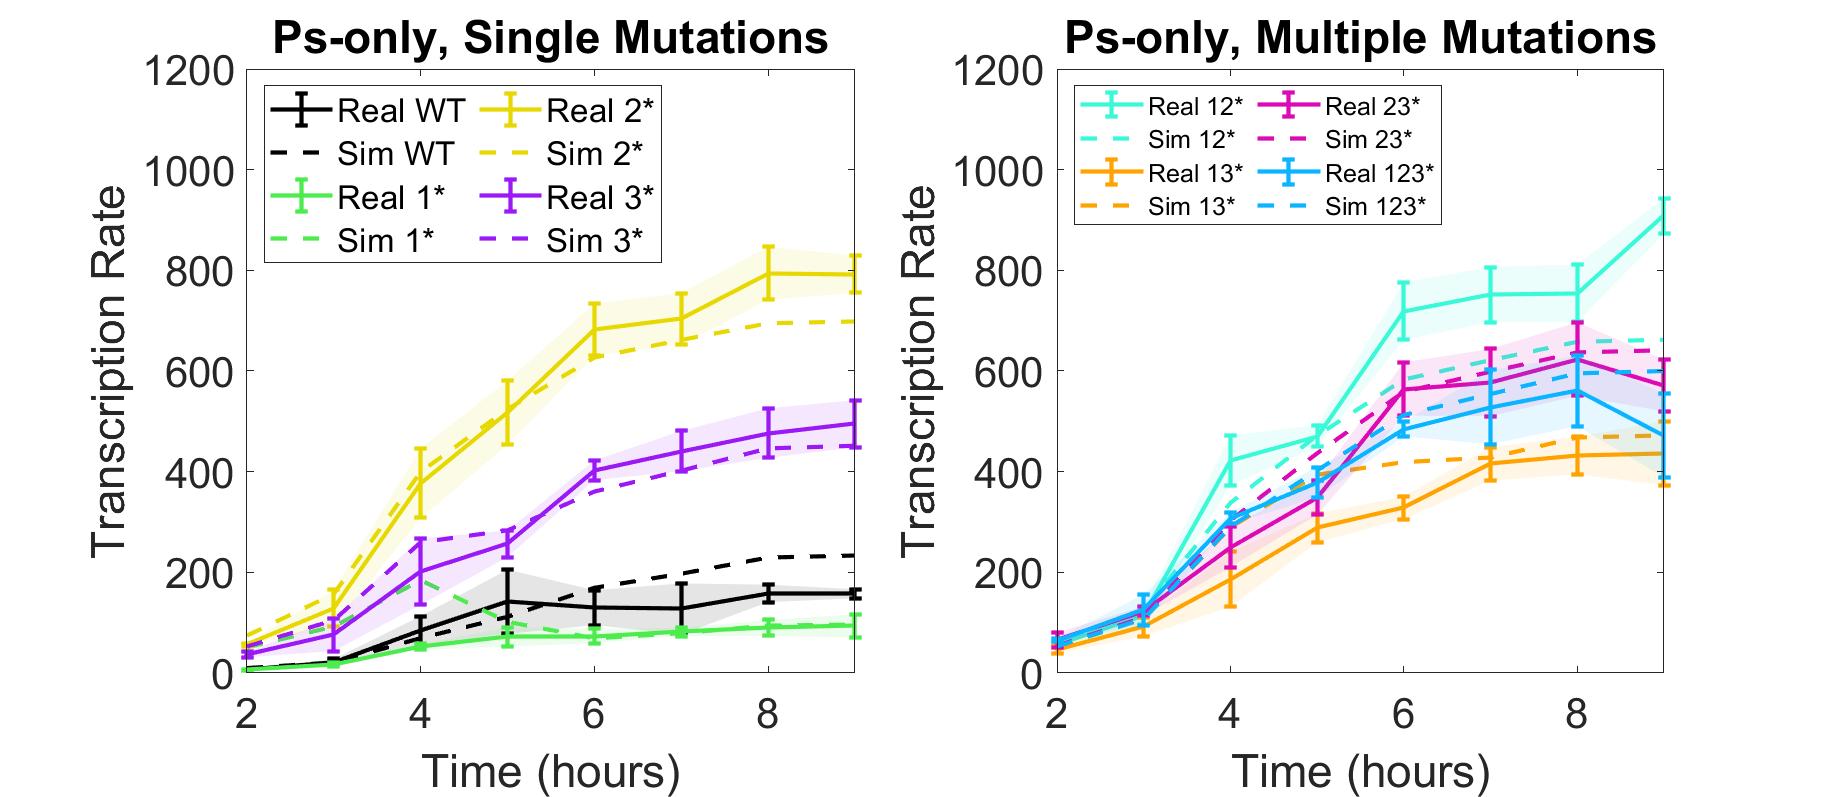 Ps-only, Single Mutations
1200
1000
800
600
400
200
0
Transcription Rate
Real WT Real 2*
Sim WT Sim 2*
Real 1* Real 3*
Sim 1* Sim 3*
2 4 6 8
Time (hours)
Ps-only, Multiple Mutations
1200
1000
800
600
400
200
0
Transcription Rate
Real 12* Real 23*
Sim 12* Sim 23*
Real 13* Real 123*
Sim 13* Sim 123*
2 4 6 8
Time (hours)